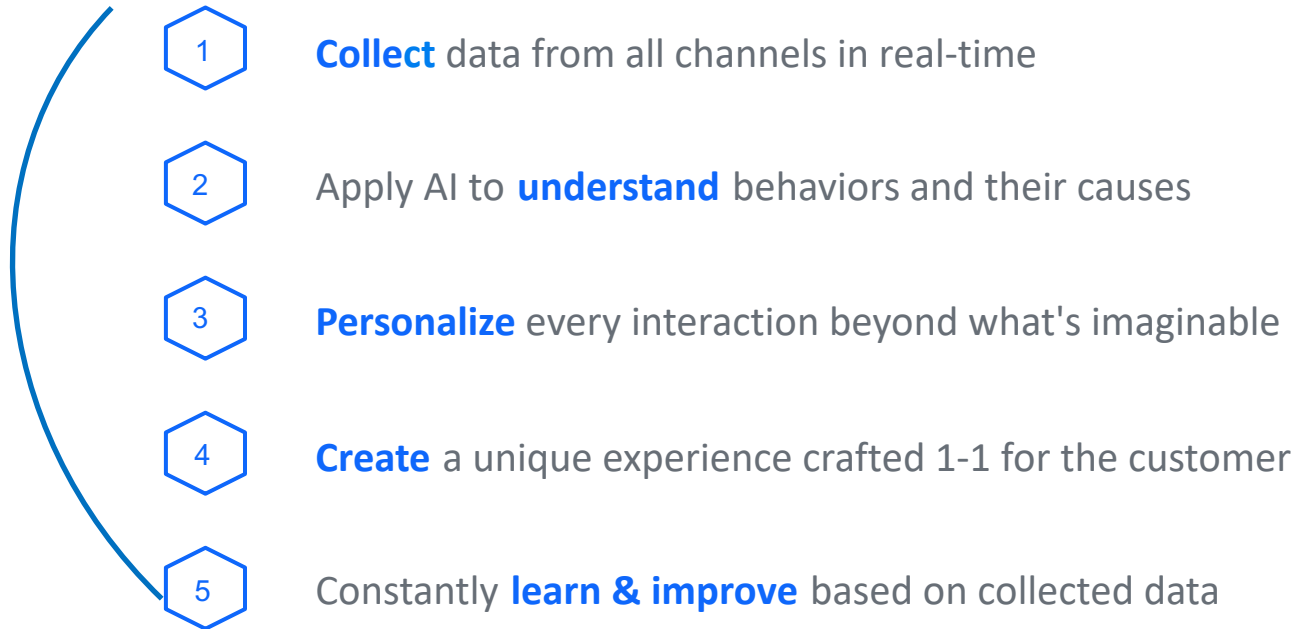 1 Collect data from all channels in real-time
2 Apply AI to understand behaviors and their causes
3 Personalize every interaction beyond what's imaginable
4 Create a unique experience crafted 1-1 for the customer
5 Constantly learn & improve based on collected data